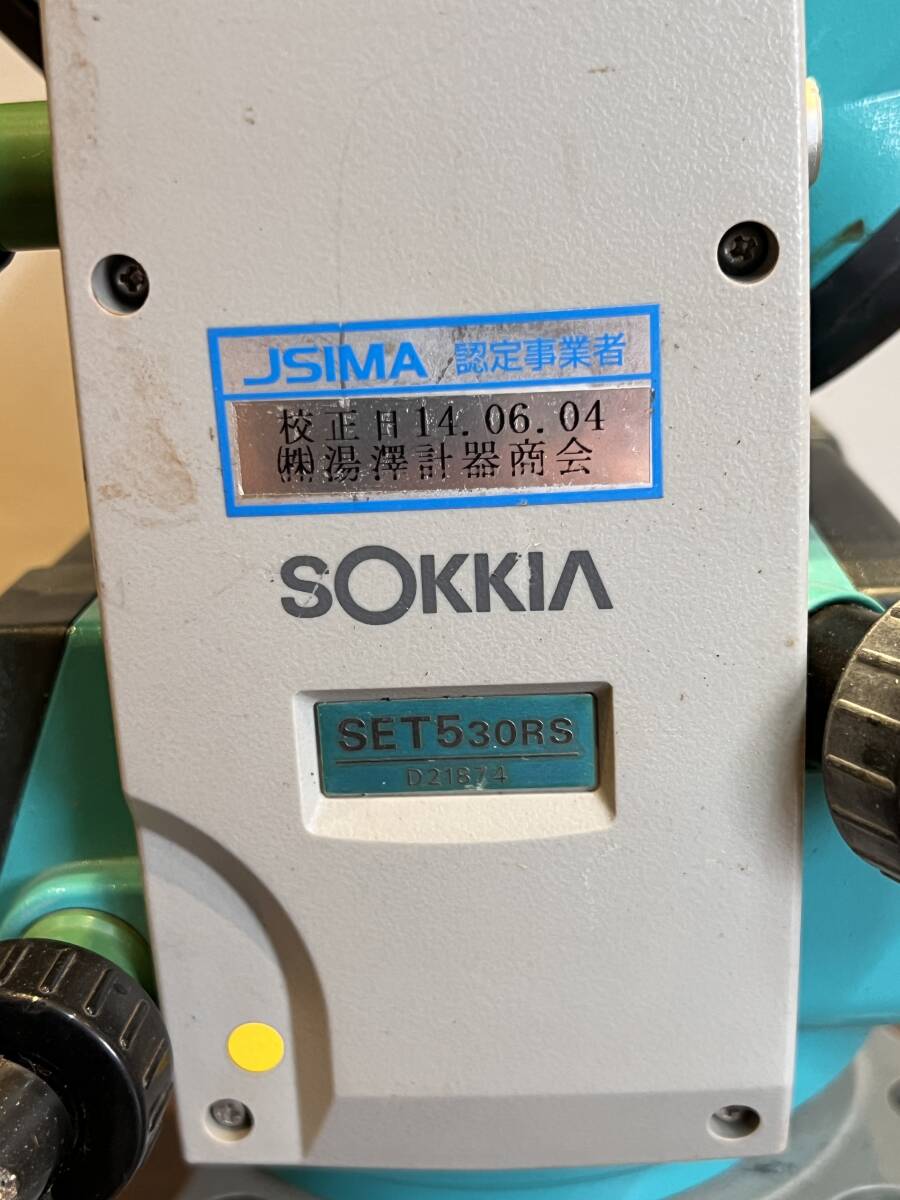 JSIMA 認定事業者
校正日14.06.04
㈱湯澤計器商会
SOKKIA
SET530RS
D21874